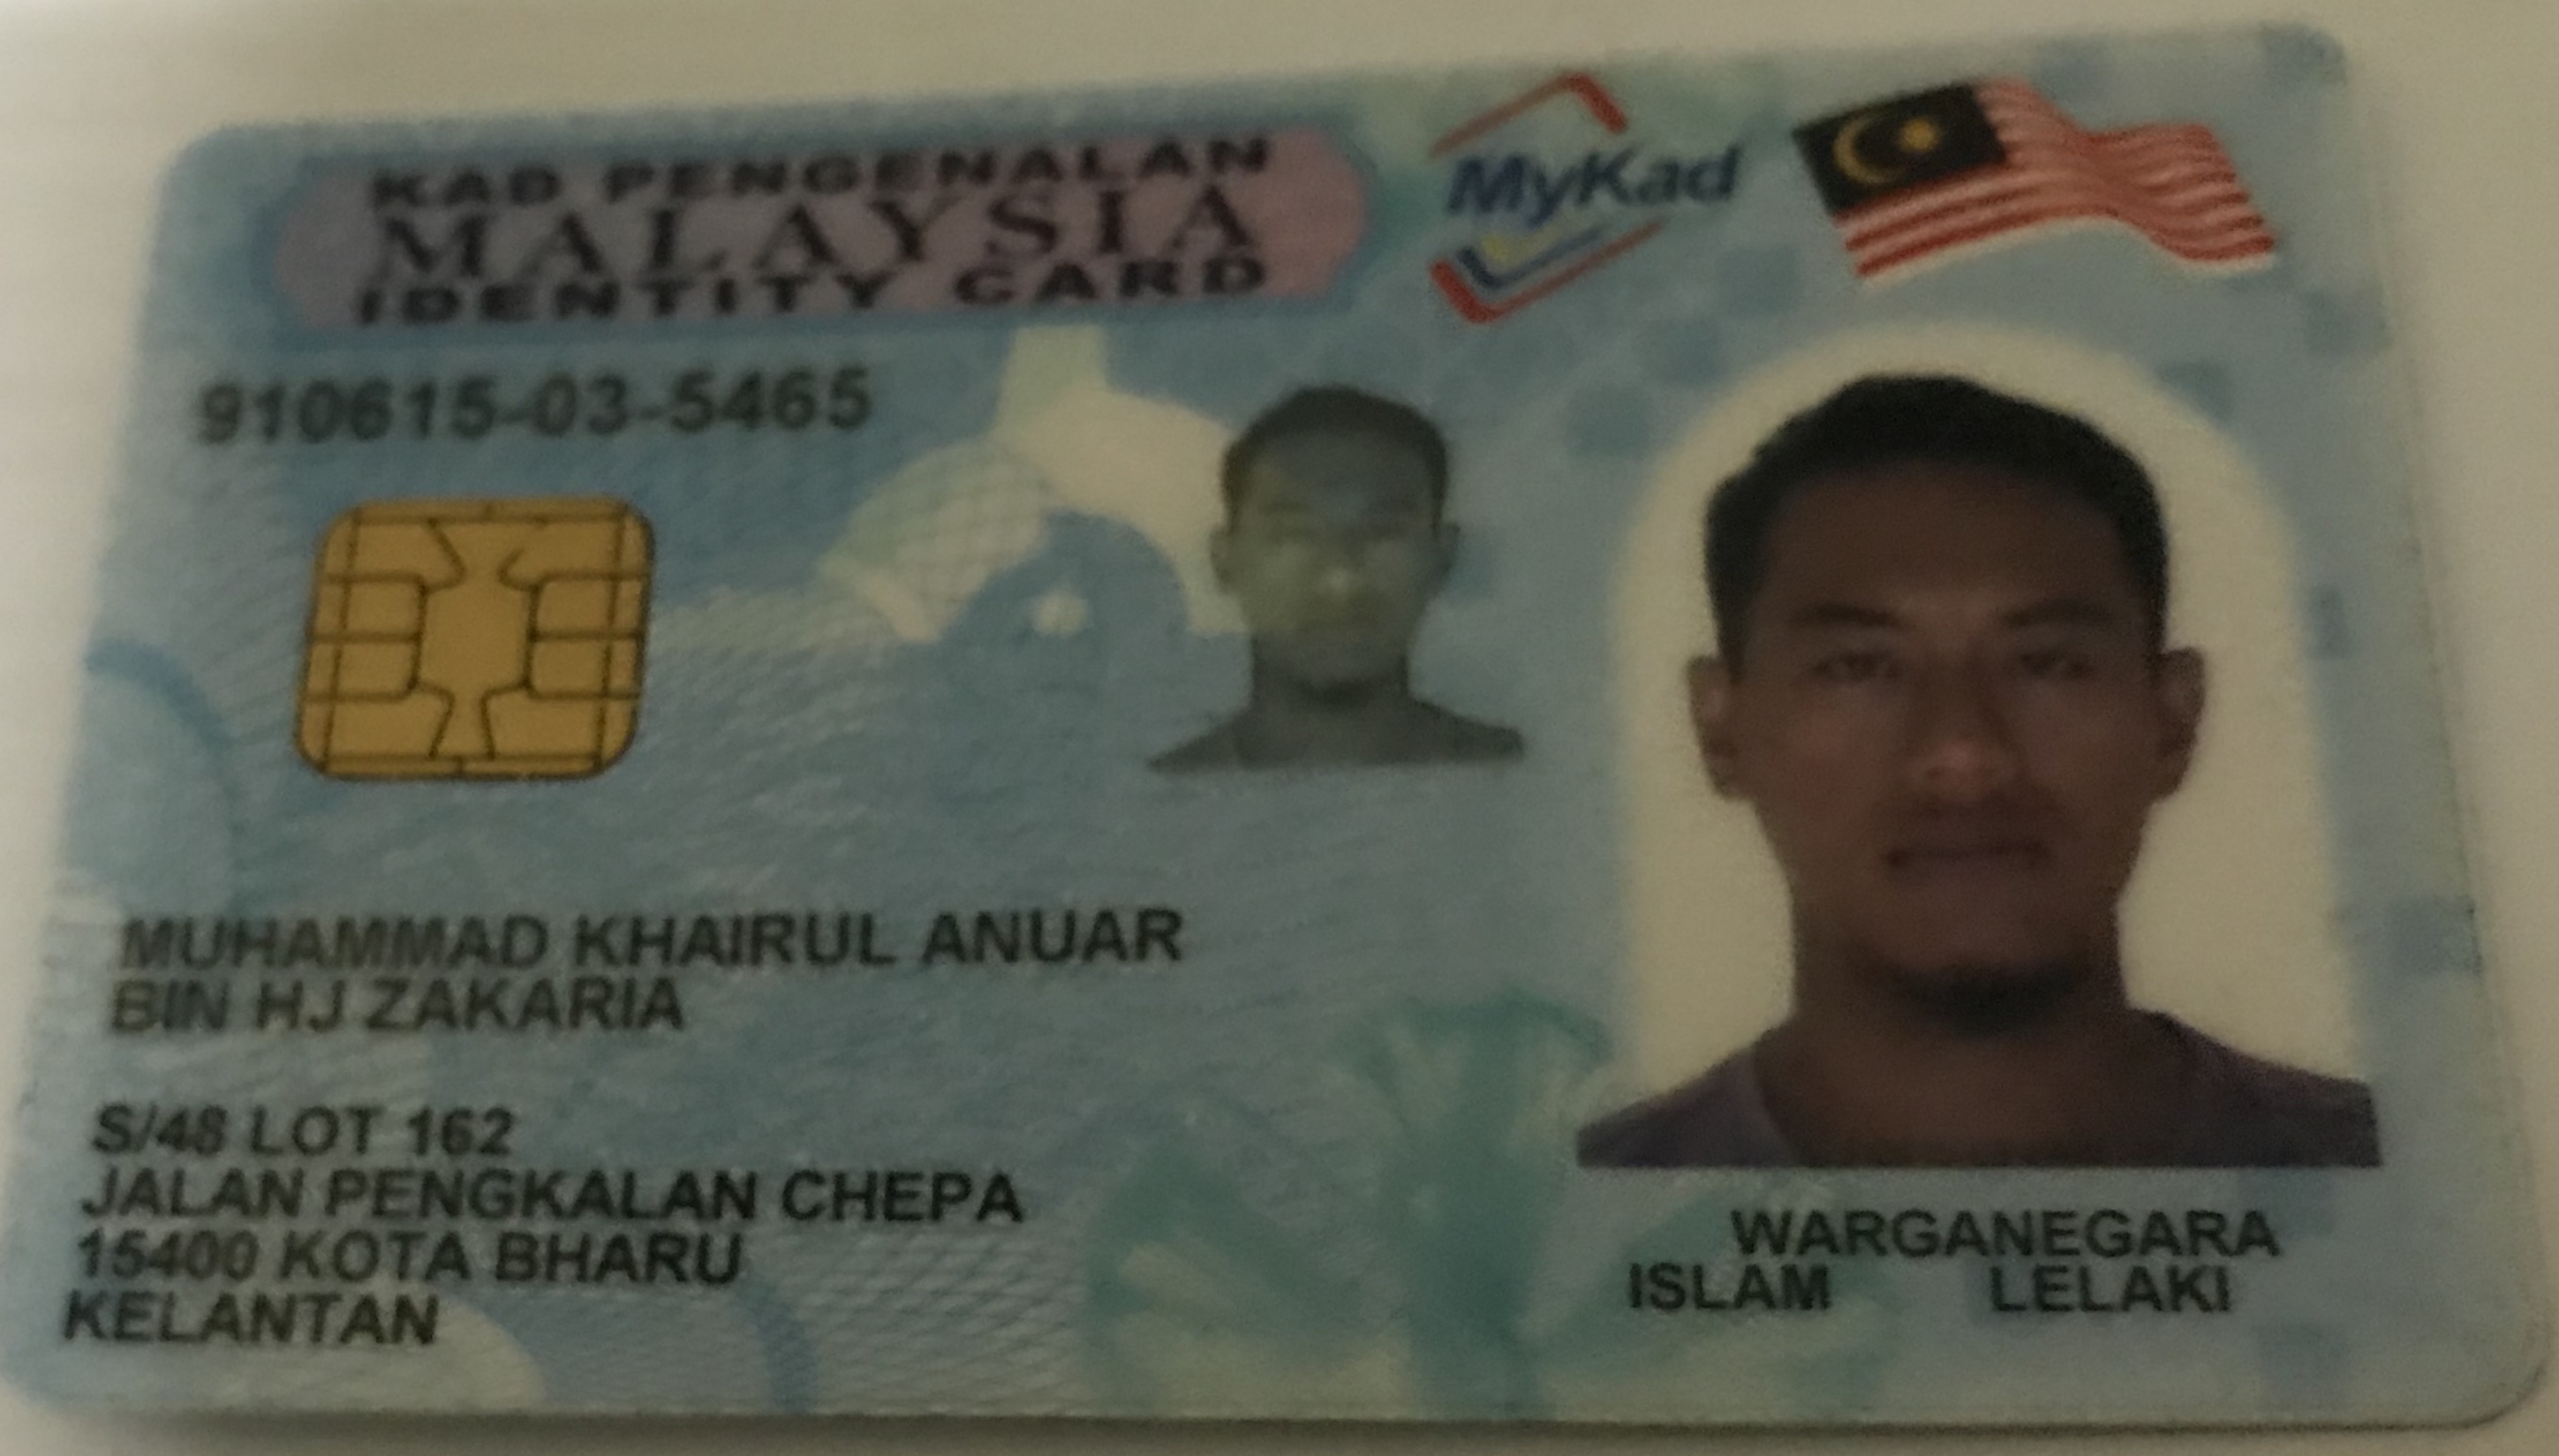 KAD PENGENALAN
MALAYSIA
IDENTITY CARD
MyKad
910615-03-5465
MUHAMMAD KHAIRUL ANUAR
BIN HJ ZAKARIA
S/48 LOT 162
JALAN PENGKALAN CHEPA
15400 KOTA BHARU
KELANTAN
WARGANEGARA
ISLAM LELAKI